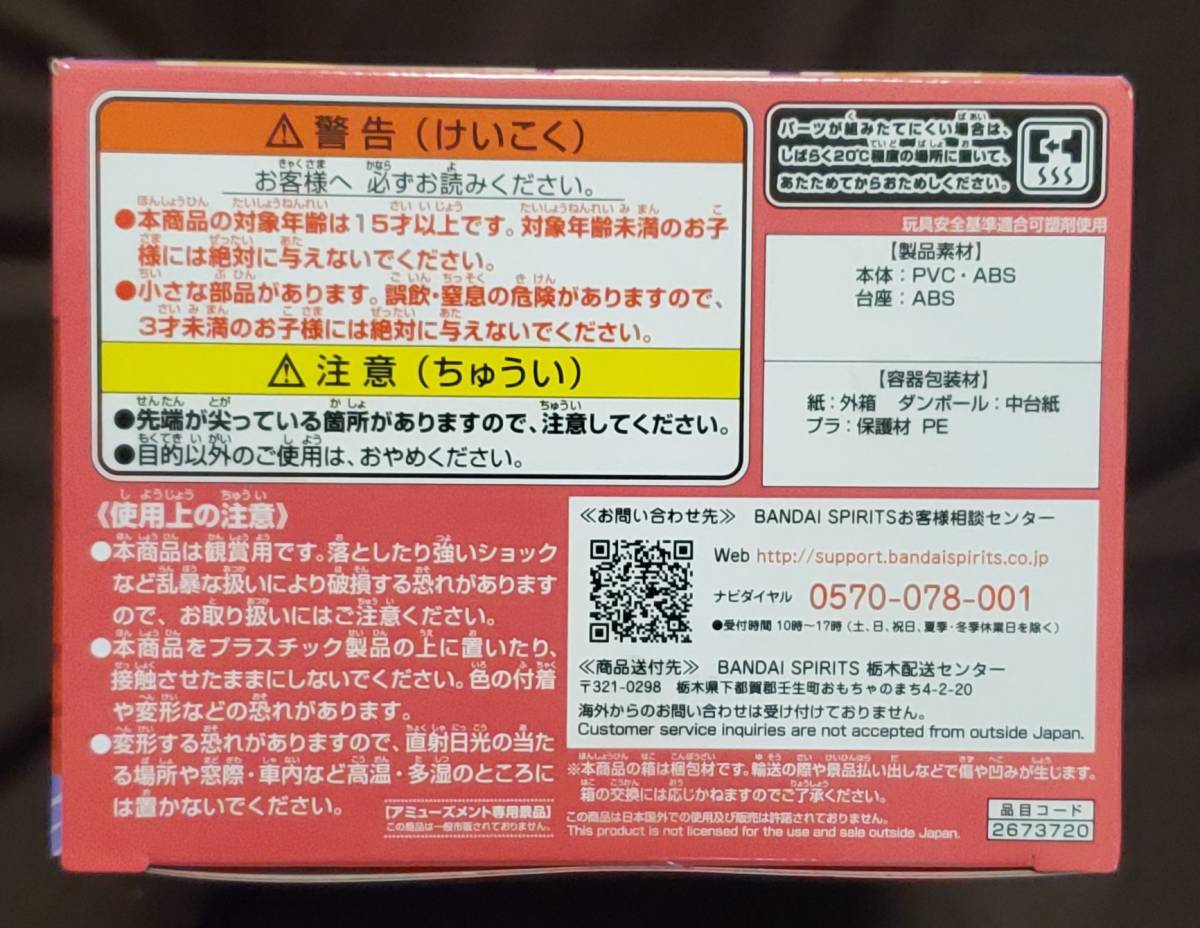 ⚠警告(けいこく)
お客様へ 必ずお読みください。
●本商品の対象年齢は15才以上です。対象年齢未満のお子
様には絶対に与えないでください。
●小さな部品があります。誤飲・窒息の危険がありますので、
3才未満のお子様には絶対に与えないでください。
⚠注意(ちゅうい)
●先端が尖っている箇所がありますので、注意してください。
●目的以外のご使用は、おやめください。
パーツが組みたてにくい場合は、
しばらく20℃程度の場所に置いて、
あたためてからおためしください。
玩具安全基準適合可塑剤使用
【製品素材】
本体:PVC・ABS
台座:ABS
【容器包装材】
紙:外箱 ダンボール:中台紙
プラ:保護材 PE
《使用上の注意》
●本商品は観賞用です。落としたり強いショック
など乱暴な扱いにより破損する恐れがあります
ので、お取り扱いにはご注意ください。
●本商品をプラスチック製品の上に置いたり、
接触させたままにしないでください。色の付着
や変形などの恐れがあります。
●変形する恐れがありますので、直射日光の当た
る場所や窓際・車内など高温・多湿のところに
は置かないでください。
[アミューズメント専用景品]
この商品は一般市販されておりません。
≪お問い合わせ先≫ BANDAI SPIRITSお客様相談センター
Web http://support.bandaispirits.co.jp
ナビダイヤル 0570-078-001
●受付時間 10時〜17時(土、日、祝日、夏季・冬季休業日を除く)
≪商品送付先≫ BANDAI SPIRITS 栃木配送センター
〒321-0298 栃木県下都賀郡壬生町おもちゃのまち4-2-20
海外からのお問い合わせは受け付けておりません。
Customer service inquiries are not accepted from outside Japan.
※本商品の箱は梱包材です。輸送の際や景品払い出しなどで傷や凹みが生じます。
箱の交換には応じかねますのでご了承ください。
この商品は日本国外での使用及び販売は許諾されておりません。
This product is not licensed for the use and sale outside Japan.
品目コード
2673720